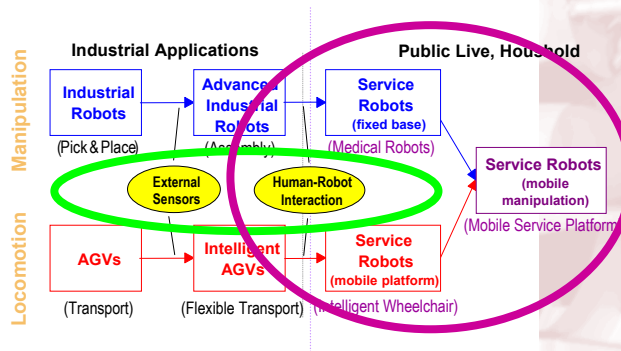 Industrial Applications
Public Live, Houshold
Manipulation
Industrial
Robots
(Pick & Place)
Advanced
Industrial
Robots
(Assembly)
Service
Robots
(fixed base)
(Medical Robots)
External
Sensors
Human-Robot
Interaction
Service Robots
(mobile
manipulation)
(Mobile Service Platform
Locomotion
AGVs
(Transport)
Intelligent
AGVs
(Flexible Transport)
Service
Robots
(mobile platform)
(Intelligent Wheelchair)